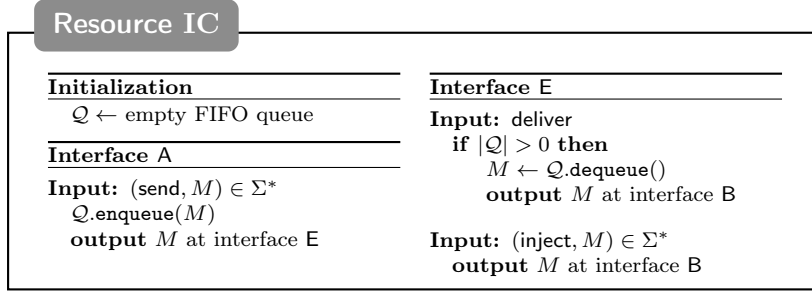 Resource IC
Initialization
𝒬 ← empty FIFO queue
Interface A
Input: (send, M) ∈ Σ*
𝒬.enqueue(M)
output M at interface E
Interface E
Input: deliver
if |𝒬| > 0 then
M ← 𝒬.dequeue()
output M at interface B
Input: (inject, M) ∈ Σ*
output M at interface B